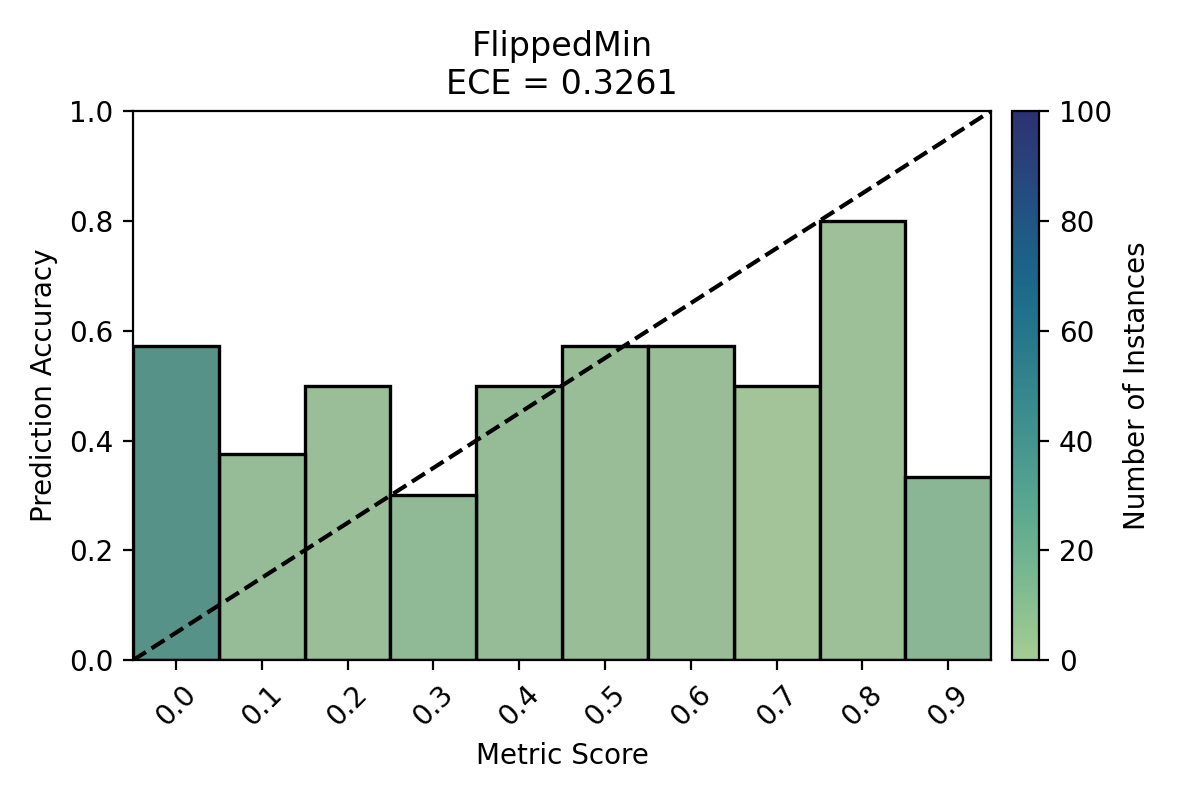 FlippedMin
ECE = 0.3261
Prediction Accuracy
1.0
0.8
0.6
0.4
0.2
0.0
0.0 0.1 0.2 0.3 0.4 0.5 0.6 0.7 0.8 0.9
Metric Score
100
80
60
40
20
0
Number of Instances